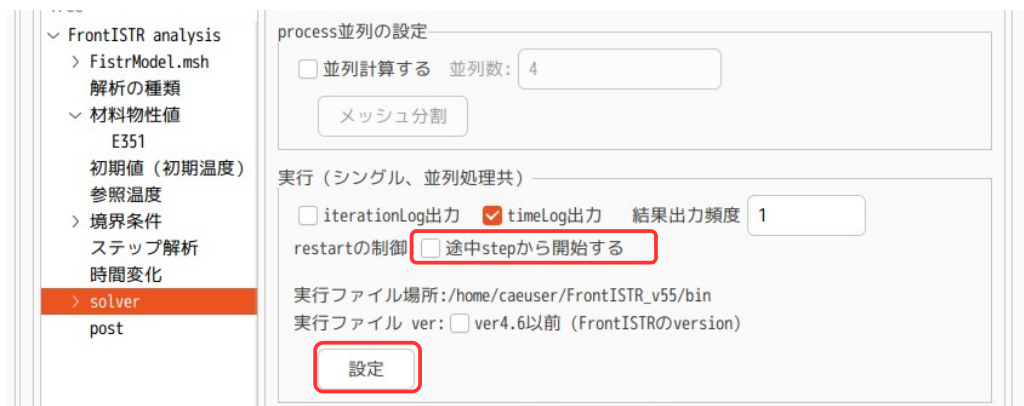 FrontISTR analysis
FistrModel.msh
解析の種類
材料物性値
E351
初期値（初期温度）
参照温度
境界条件
ステップ解析
時間変化
solver
post
process並列の設定
並列計算する 並列数: 4
メッシュ分割
実行（シングル、並列処理共）
iterationLog出力 timeLog出力 結果出力頻度 1
restartの制御 途中stepから開始する
実行ファイル場所:/home/caeuser/FrontISTR_v55/bin
実行ファイル ver: ver4.6以前（FrontISTRのversion）
設定